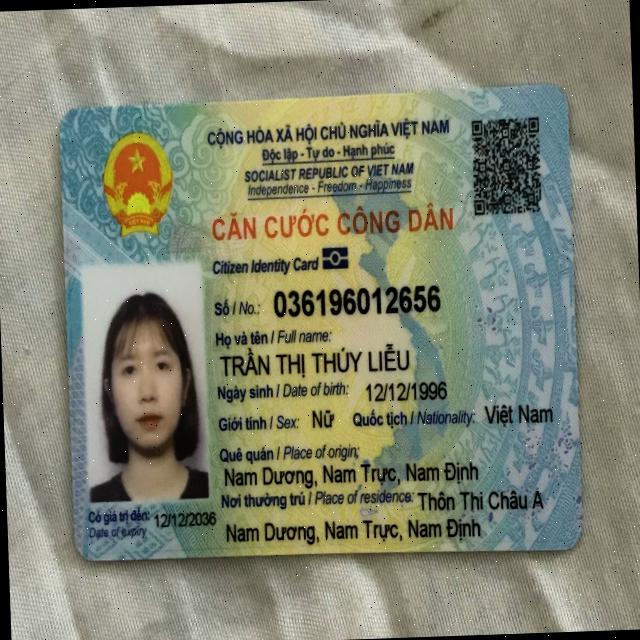 CỘNG HÒA XÃ HỘI CHỦ NGHĨA VIỆT NAM
Độc lập - Tự do - Hạnh phúc
SOCIALIST REPUBLIC OF VIET NAM
Independence - Freedom - Happiness
CĂN CƯỚC CÔNG DÂN
Citizen Identity Card
Số / No.: 036196012656
Họ và tên / Full name:
TRẦN THỊ THÚY LIỄU
Ngày sinh / Date of birth: 12/12/1996
Giới tính / Sex: Nữ Quốc tịch / Nationality: Việt Nam
Quê quán / Place of origin:
Nam Dương, Nam Trực, Nam Định
Nơi thường trú / Place of residence: Thôn Thi Châu A
Nam Dương, Nam Trực, Nam Định
Có giá trị đến: 12/12/2036
Date of expiry